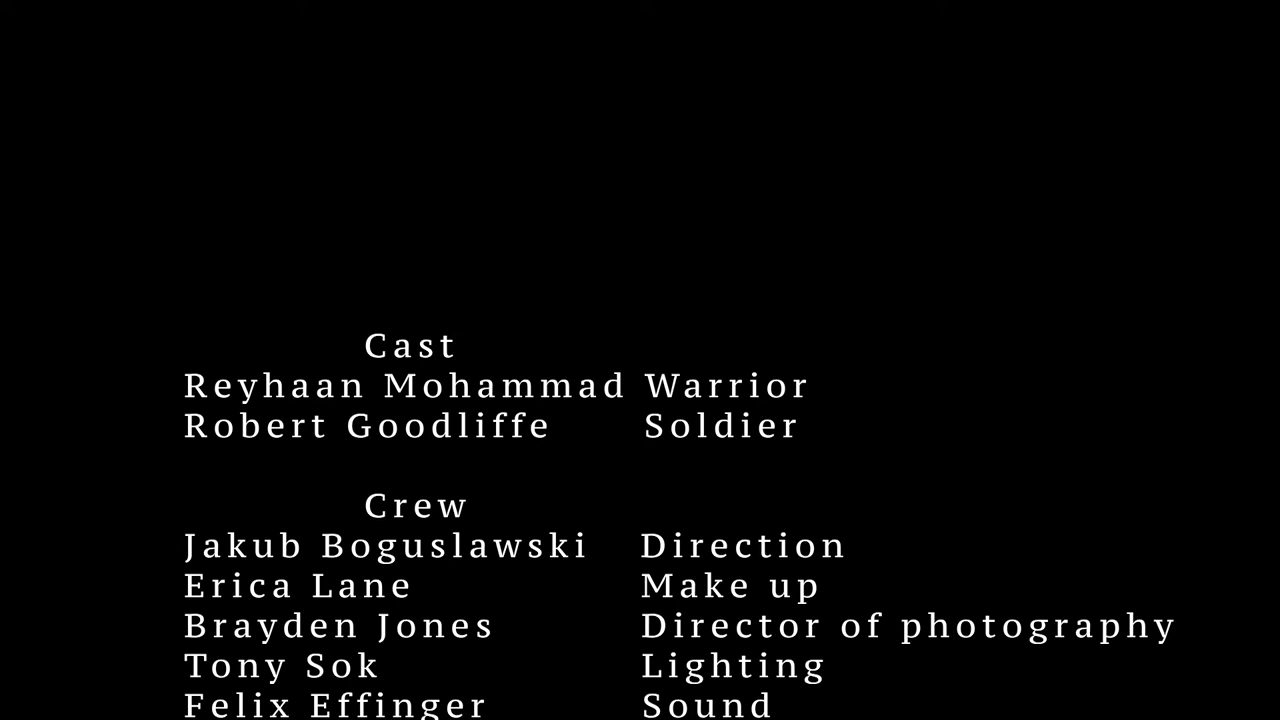 Cast
Reyhaan Mohammad Warrior
Robert Goodliffe Soldier
Crew
Jakub Boguslawski Direction
Erica Lane Make up
Brayden Jones Director of photography
Tony Sok Lighting
Felix Effinger Sound